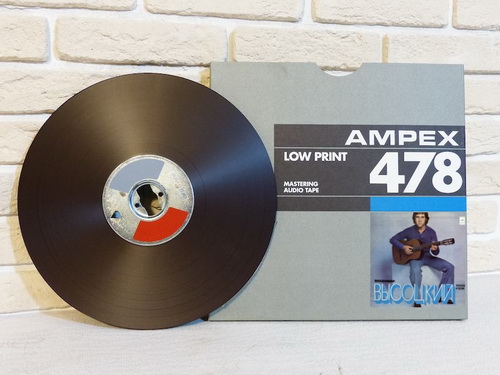 AMPEX
LOW PRINT
478
MASTERING
AUDIO TAPE
ВЫСОЦКИЙ